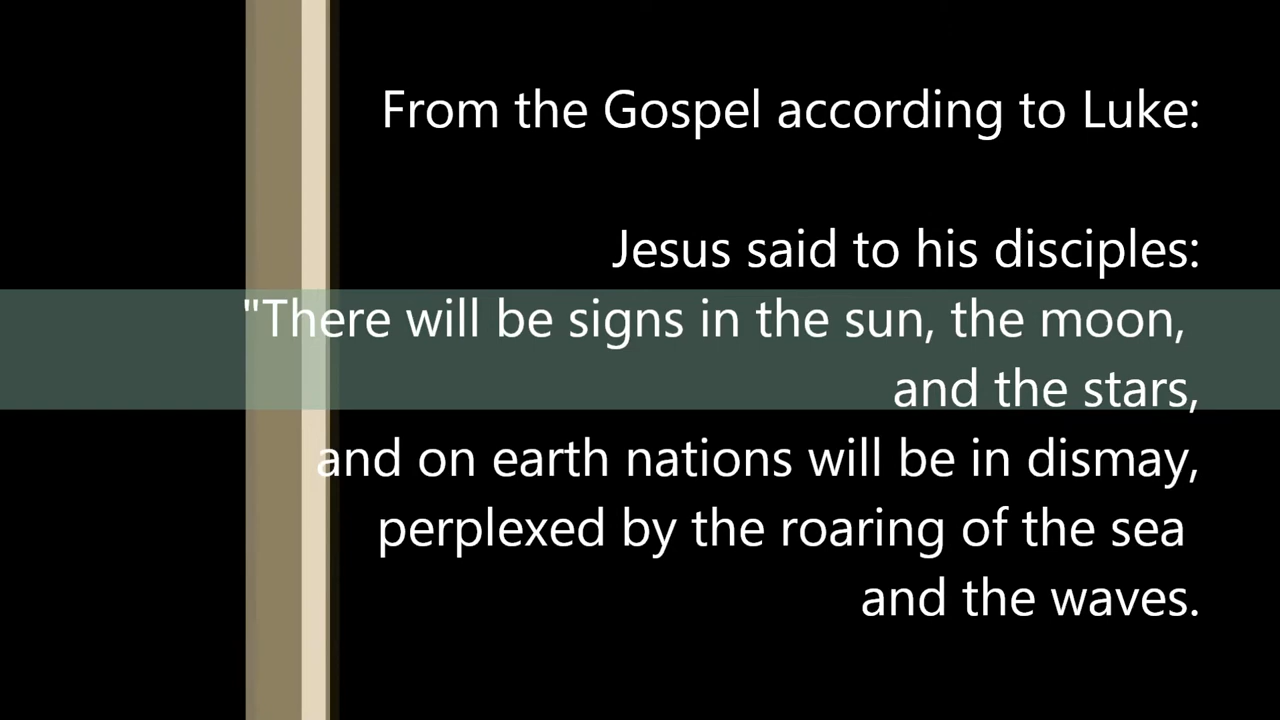 From the Gospel according to Luke:
Jesus said to his disciples:
"There will be signs in the sun, the moon,
and the stars,
and on earth nations will be in dismay,
perplexed by the roaring of the sea
and the waves.